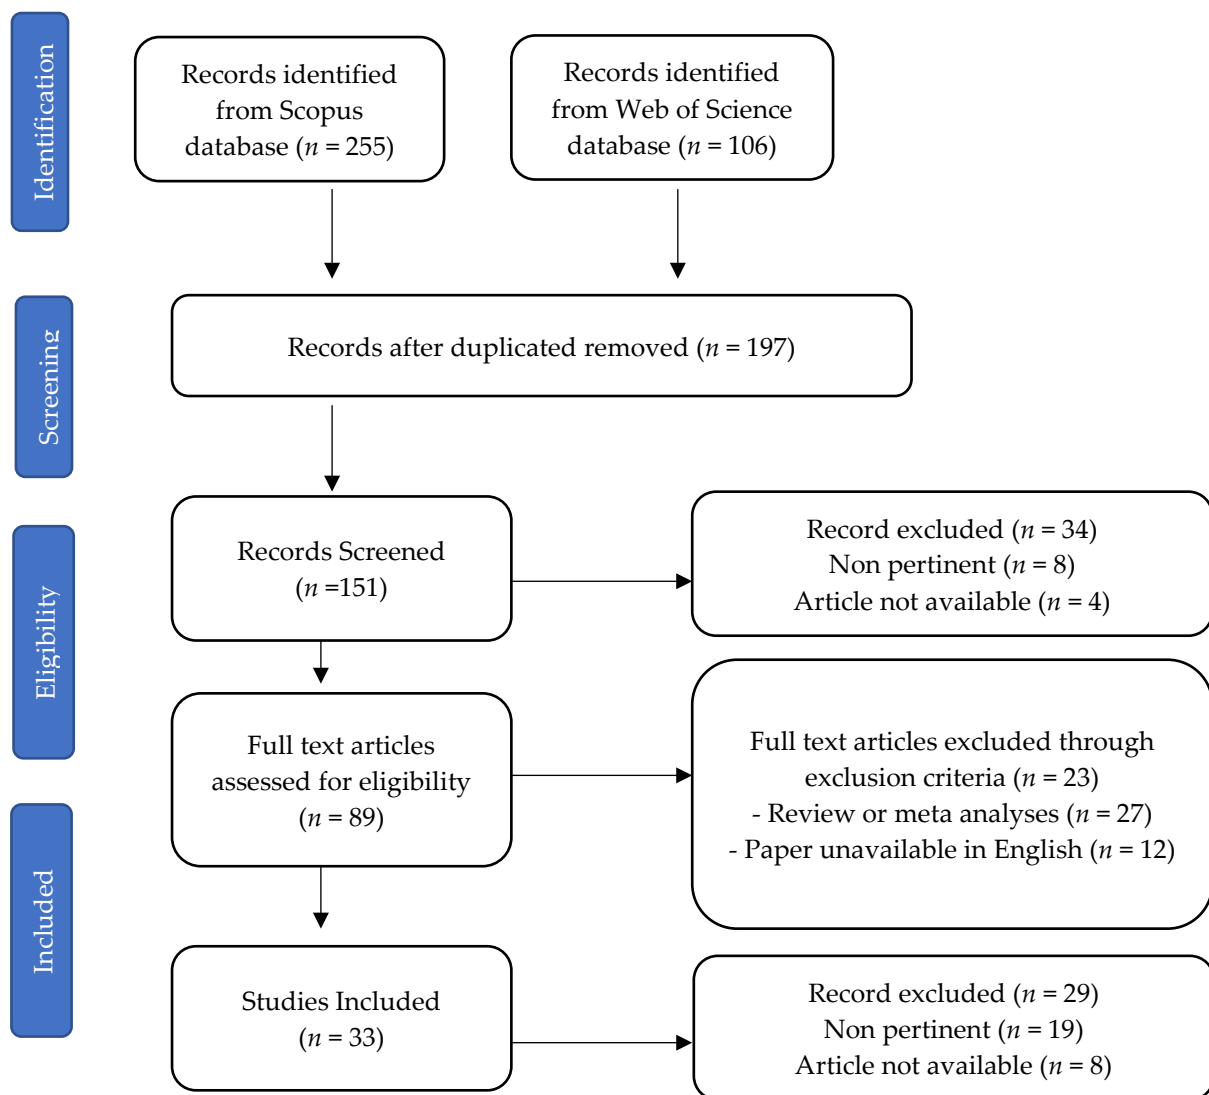 Identification
Records identified
from Scopus
database (n = 255)
Records identified
from Web of Science
database (n = 106)
Screening
Records after duplicated removed (n = 197)
Eligibility
Records Screened
(n =151)
Record excluded (n = 34)
Non pertinent (n = 8)
Article not available (n = 4)
Full text articles
assessed for eligibility
(n = 89)
Full text articles excluded through
exclusion criteria (n = 23)
- Review or meta analyses (n = 27)
- Paper unavailable in English (n = 12)
Included
Studies Included
(n = 33)
Record excluded (n = 29)
Non pertinent (n = 19)
Article not available (n = 8)